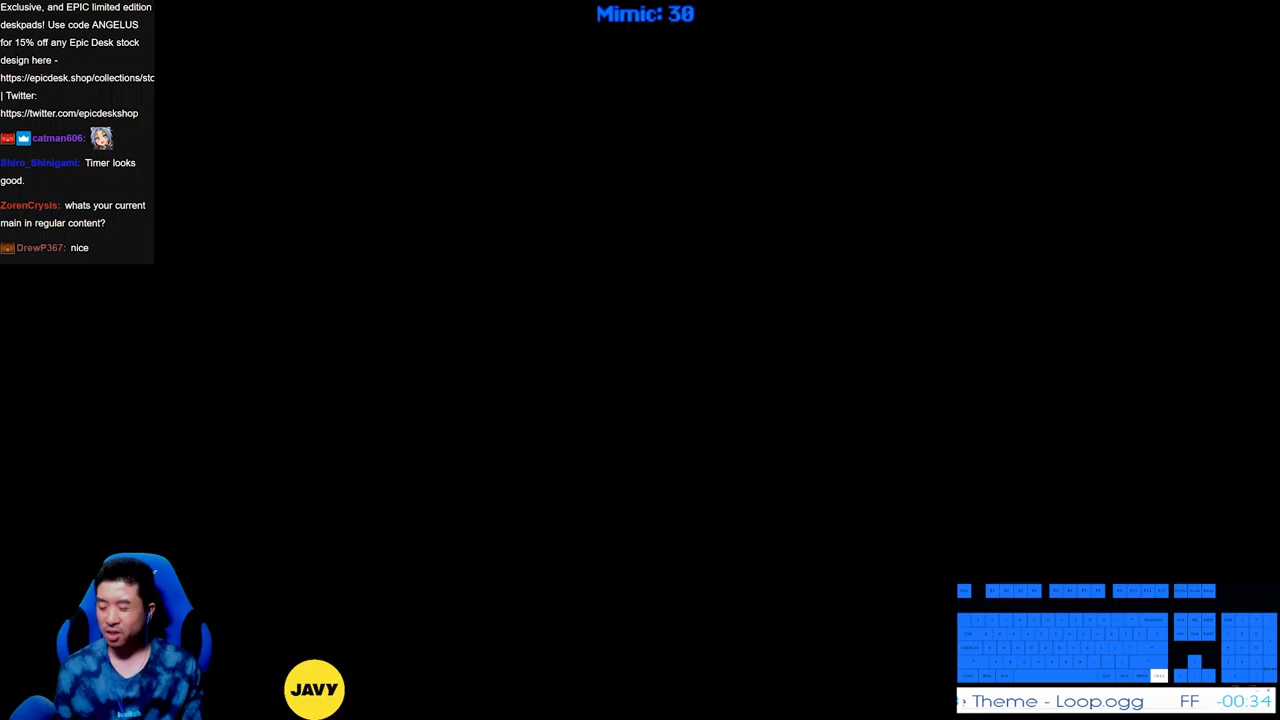 Exclusive, and EPIC limited edition
deskpads! Use code ANGELUS
for 15% off any Epic Desk stock
design here -
https://epicdesk.shop/collections/sto
| Twitter:
https://twitter.com/epicdeskshop
catman606:
Shiro_Shinigami: Timer looks
good.
ZorenCrysis: whats your current
main in regular content?
DrewP367: nice
Mimic: 30
JAVY
Theme - Loop.ogg FF -00:34